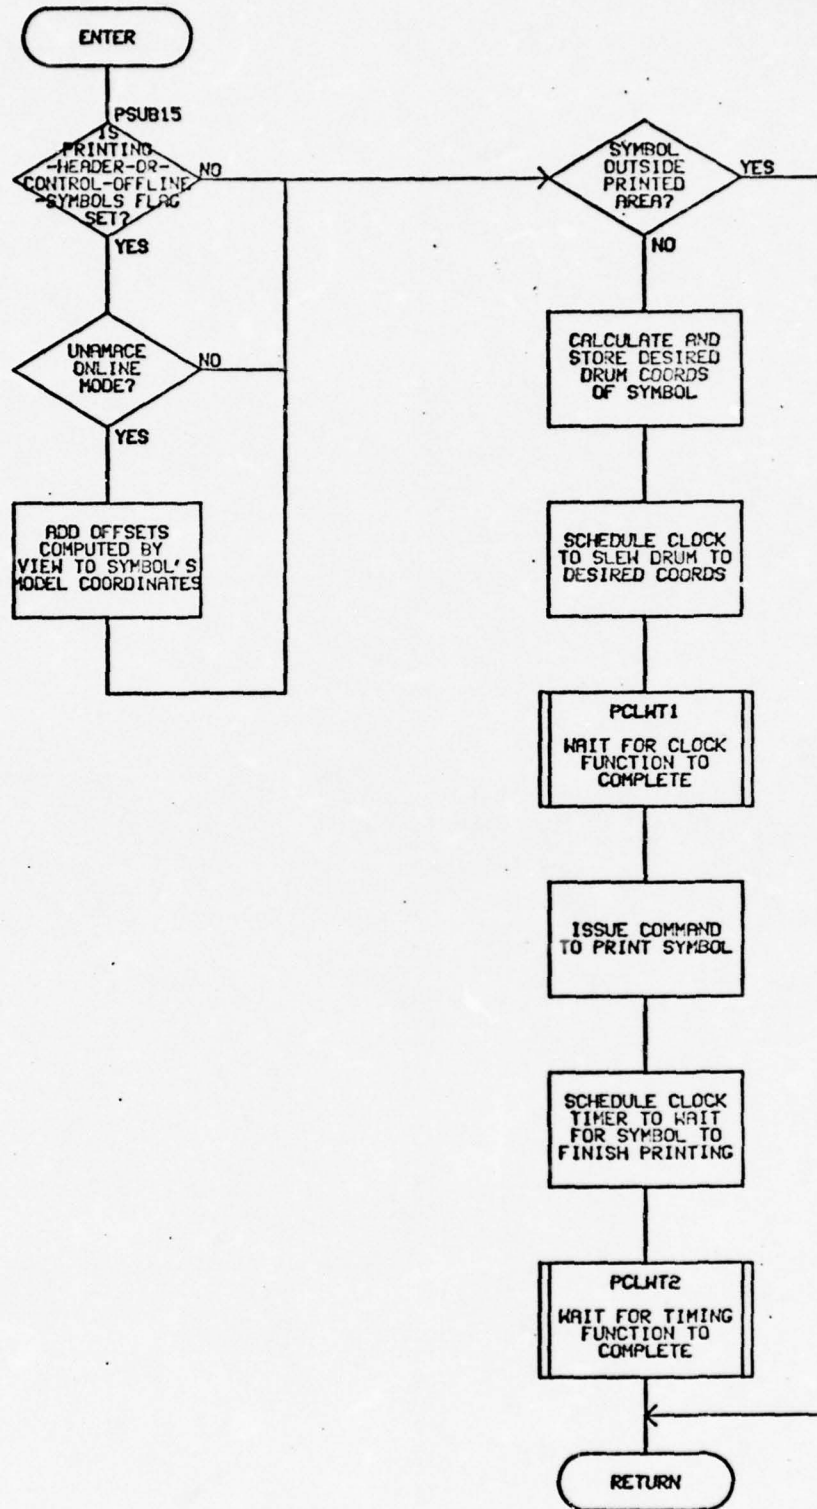 ENTER
PSUB15
IS
PRINTING
-HEADER-OR-
CONTROL-OFFLINE
-SYMBOLS FLAG
SET?
NO
YES
UNAMACE
ONLINE
MODE?
NO
YES
ADD OFFSETS
COMPUTED BY
VIEW TO SYMBOL'S
MODEL COORDINATES
SYMBOL
OUTSIDE
PRINTED
AREA?
YES
NO
CALCULATE AND
STORE DESIRED
DRUM COORDS
OF SYMBOL
SCHEDULE CLOCK
TO SLEW DRUM TO
DESIRED COORDS
PCLWT1
WAIT FOR CLOCK
FUNCTION TO
COMPLETE
ISSUE COMMAND
TO PRINT SYMBOL
SCHEDULE CLOCK
TIMER TO WAIT
FOR SYMBOL TO
FINISH PRINTING
PCLWT2
WAIT FOR TIMING
FUNCTION TO
COMPLETE
RETURN